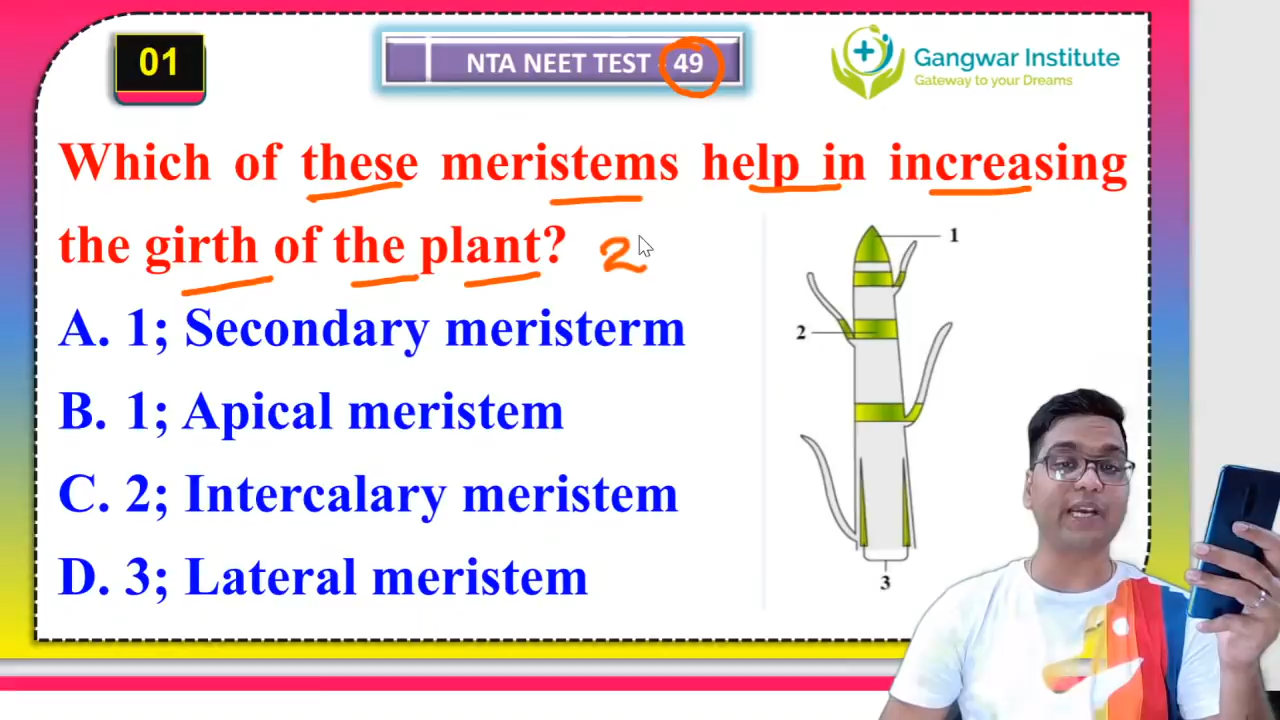 01
NTA NEET TEST - 49
Gangwar Institute
Gateway to your Dreams
Which of these meristems help in increasing
the girth of the plant? 2
A. 1; Secondary meristerm
B. 1; Apical meristem
C. 2; Intercalary meristem
D. 3; Lateral meristem
1
2
3